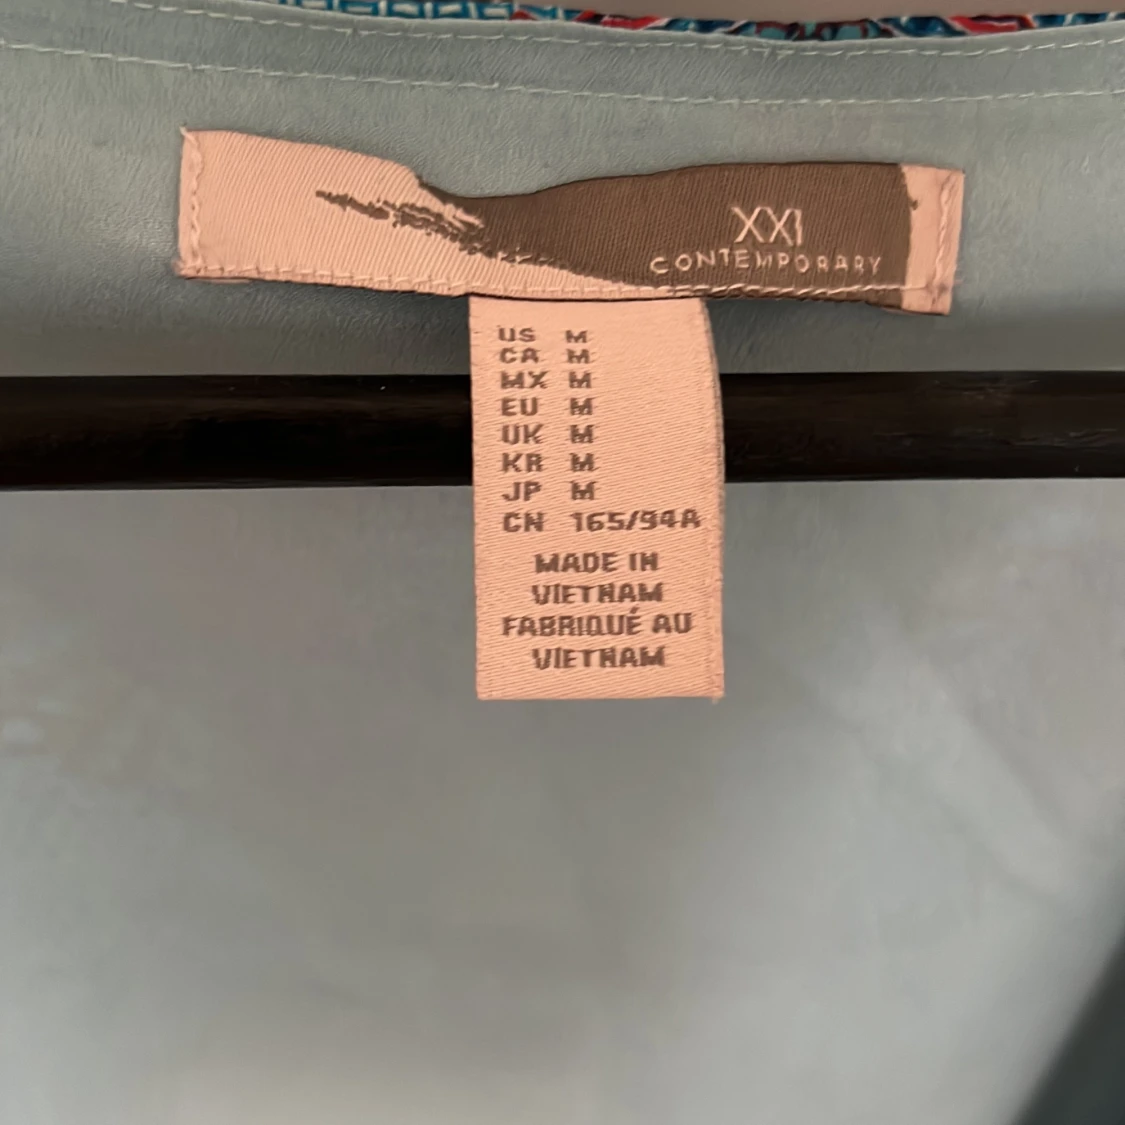 XXI
CONTEMPORARY
US M
CA M
MX M
EU M
UK M
KR M
JP M
CN 165/94A
MADE IN
VIETNAM
FABRIQUÉ AU
VIETNAM